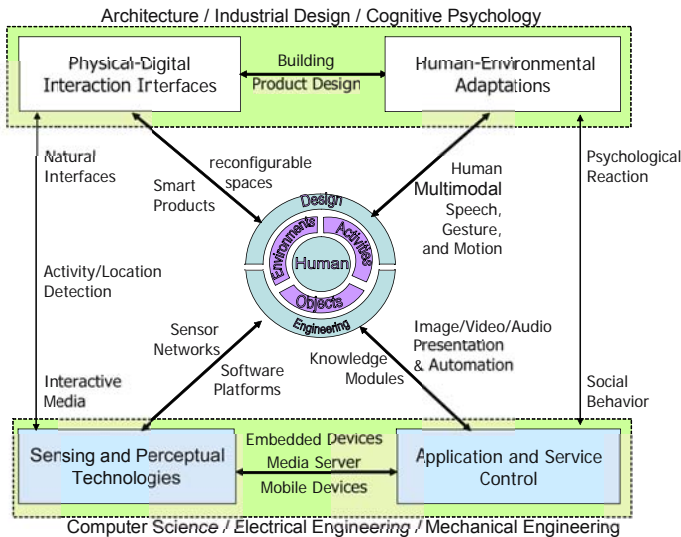 Architecture / Industrial Design / Cognitive Psychology
Physical-Digital
Interaction Interfaces
Building
Product Design
Human-Environmental
Adaptations
Natural
Interfaces
Smart
Products
reconfigurable
spaces
Human
Multimodal
Speech,
Gesture,
and Motion
Psychological
Reaction
Design
Environments
Activities
Human
Objects
Engineering
Activity/Location
Detection
Sensor
Networks
Software
Platforms
Knowledge
Modules
Image/Video/Audio
Presentation
& Automation
Interactive
Media
Social
Behavior
Sensing and Perceptual
Technologies
Embedded Devices
Media Server
Mobile Devices
Application and Service
Control
Computer Science / Electrical Engineering / Mechanical Engineering